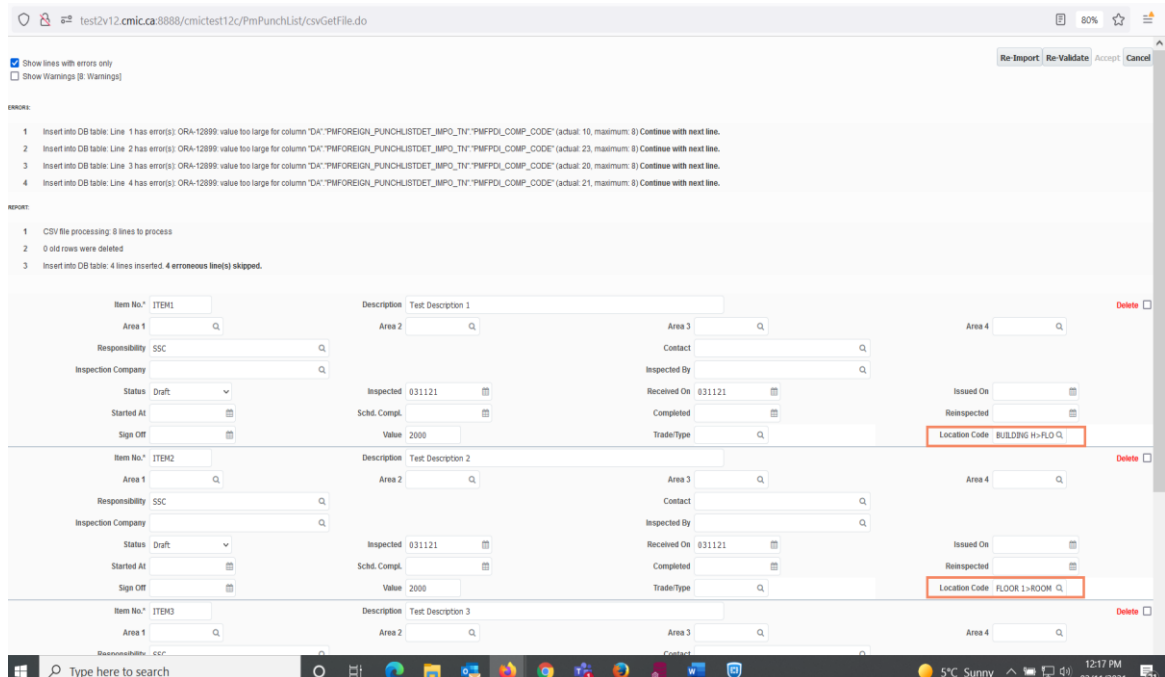 test2v12.cmic.ca:8888/cmictest12c/PmPunchList/csvGetFile.do 80%
Show lines with errors only Re-Import Re-Validate Accept Cancel
Show Warnings [8: Warnings]
ERRORS:
1 Insert into DB table: Line 1 has error(s): ORA-12899: value too large for column "DA"."PMFOREIGN_PUNCHLISTDET_IMPO_TN"."PMFPDI_COMP_CODE" (actual: 10, maximum: 8) Continue with next line.
2 Insert into DB table: Line 2 has error(s): ORA-12899: value too large for column "DA"."PMFOREIGN_PUNCHLISTDET_IMPO_TN"."PMFPDI_COMP_CODE" (actual: 23, maximum: 8) Continue with next line.
3 Insert into DB table: Line 3 has error(s): ORA-12899: value too large for column "DA"."PMFOREIGN_PUNCHLISTDET_IMPO_TN"."PMFPDI_COMP_CODE" (actual: 20, maximum: 8) Continue with next line.
4 Insert into DB table: Line 4 has error(s): ORA-12899: value too large for column "DA"."PMFOREIGN_PUNCHLISTDET_IMPO_TN"."PMFPDI_COMP_CODE" (actual: 21, maximum: 8) Continue with next line.
REPORT:
1 CSV file processing: 8 lines to process
2 0 old rows were deleted
3 Insert into DB table: 4 lines inserted. 4 erroneous line(s) skipped.
Item No.* ITEM1 Description Test Description 1 Delete
Area 1 Area 2 Area 3 Area 4
Responsibility SSC Contact
Inspection Company Inspected By
Status Draft Inspected 031121 Received On 031121 Issued On
Started At Schd. Compl. Completed Reinspected
Sign Off Value 2000 Trade/Type Location Code BUILDING H>FLO
Item No.* ITEM2 Description Test Description 2 Delete
Area 1 Area 2 Area 3 Area 4
Responsibility SSC Contact
Inspection Company Inspected By
Status Draft Inspected 031121 Received On 031121 Issued On
Started At Schd. Compl. Completed Reinspected
Sign Off Value 2000 Trade/Type Location Code FLOOR 1>ROOM
Item No.* ITEM3 Description Test Description 3 Delete
Area 1 Area 2 Area 3 Area 4
Responsibility SSC Contact
Type here to search 5°C Sunny 12:17 PM